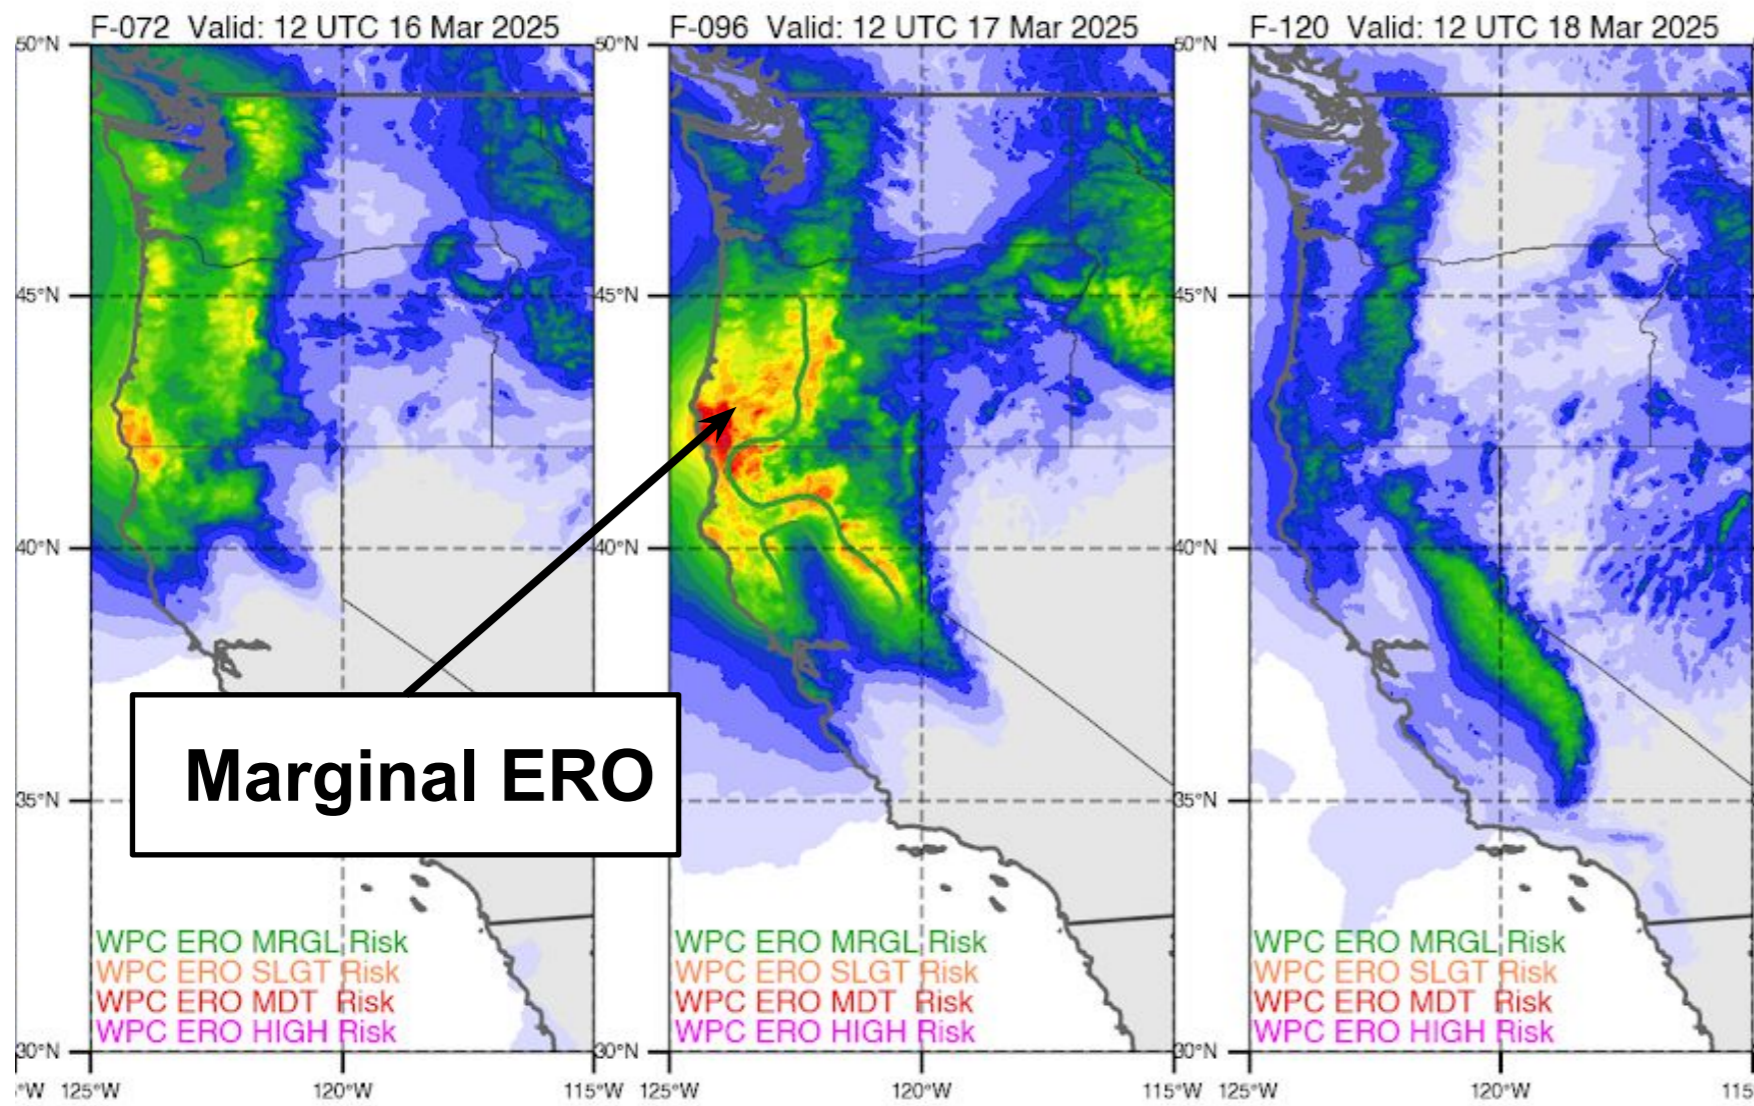 F-072 Valid: 12 UTC 16 Mar 2025
F-096 Valid: 12 UTC 17 Mar 2025
F-120 Valid: 12 UTC 18 Mar 2025
50°N
50°N
50°N
45°N
45°N
45°N
40°N
40°N
40°N
Marginal ERO
35°N
35°N
35°N
WPC ERO MRGL Risk
WPC ERO SLGT Risk
WPC ERO MDT Risk
WPC ERO HIGH Risk
WPC ERO MRGL Risk
WPC ERO SLGT Risk
WPC ERO MDT Risk
WPC ERO HIGH Risk
WPC ERO MRGL Risk
WPC ERO SLGT Risk
WPC ERO MDT Risk
WPC ERO HIGH Risk
30°N
30°N
30°N
°W 125°W 120°W 115°W 125°W 120°W 115°W 125°W 120°W 115